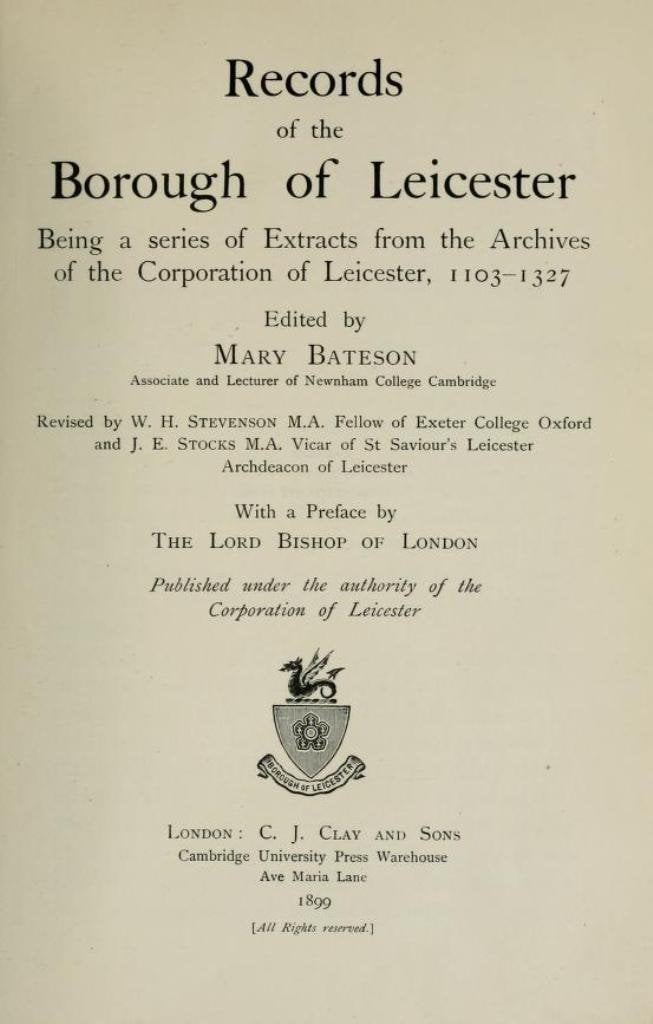 Records
of the
Borough of Leicester
Being a series of Extracts from the Archives
of the Corporation of Leicester, 1103–1327
Edited by
MARY BATESON
Associate and Lecturer of Newnham College Cambridge
Revised by W. H. STEVENSON M.A. Fellow of Exeter College Oxford
and J. E. STOCKS M.A. Vicar of St Saviour's Leicester
Archdeacon of Leicester
With a Preface by
THE LORD BISHOP OF LONDON
Published under the authority of the
Corporation of Leicester
BOROUGH OF LEICESTER
LONDON: C. J. CLAY AND SONS
Cambridge University Press Warehouse
Ave Maria Lane
1899
[All Rights reserved.]